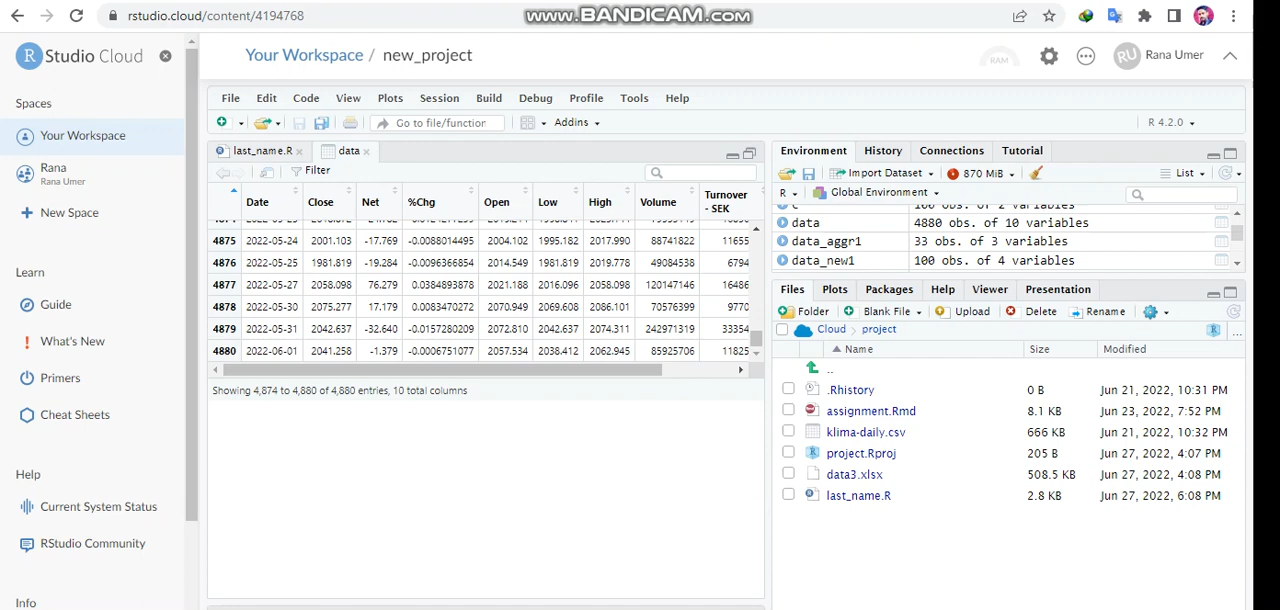 rstudio.cloud/content/4194768
www.BANDICAM.com
R Studio Cloud
Your Workspace / new_project
RAM
RU Rana Umer
Spaces
Your Workspace
Rana
Rana Umer
New Space
Learn
Guide
What's New
Primers
Cheat Sheets
Help
Current System Status
RStudio Community
Info
File Edit Code View Plots Session Build Debug Profile Tools Help
Go to file/function Addins R 4.2.0
last_name.R data
Filter
Date Close Net %Chg Open Low High Volume Turnover - SEK
4875 2022-05-24 2001.103 -17.769 -0.0088014495 2004.102 1995.182 2017.990 88741822 11655
4876 2022-05-25 1981.819 -19.284 -0.0096366854 2014.549 1981.819 2019.778 49084538 6794
4877 2022-05-27 2058.098 76.279 0.0384893875 2021.188 2016.096 2058.098 120147146 16486
4878 2022-05-30 2075.277 17.179 0.0083470272 2070.949 2069.608 2086.101 70576399 9770
4879 2022-05-31 2042.637 -32.640 -0.0157280209 2072.810 2042.637 2074.311 242971319 33354
4880 2022-06-01 2041.258 -1.379 -0.0006751077 2057.534 2038.412 2062.945 85925706 11825
Showing 4,874 to 4,880 of 4,880 entries, 10 total columns
Environment History Connections Tutorial
Import Dataset 870 MiB List
R Global Environment
data 4880 obs. of 10 variables
data_aggr1 33 obs. of 3 variables
data_new1 100 obs. of 4 variables
Files Plots Packages Help Viewer Presentation
Folder Blank File Upload Delete Rename
Cloud > project
Name Size Modified
..
.Rhistory 0 B Jun 21, 2022, 10:31 PM
assignment.Rmd 8.1 KB Jun 23, 2022, 7:52 PM
klima-daily.csv 666 KB Jun 21, 2022, 10:32 PM
project.Rproj 205 B Jun 27, 2022, 4:07 PM
data3.xlsx 508.5 KB Jun 27, 2022, 4:08 PM
last_name.R 2.8 KB Jun 27, 2022, 6:08 PM